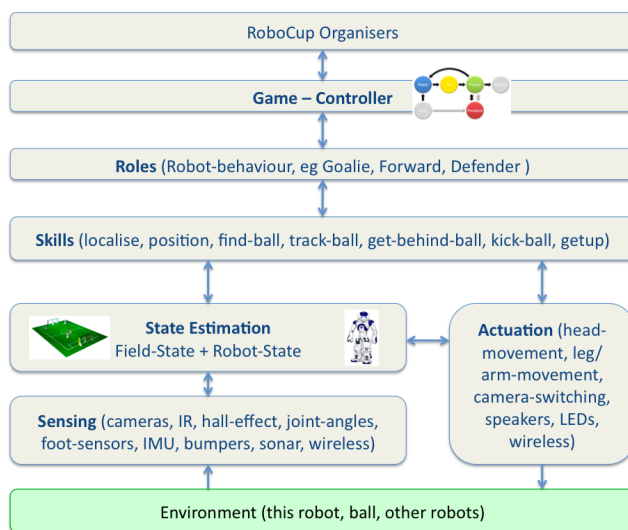 RoboCup Organisers
Game – Controller
Roles (Robot-behaviour, eg Goalie, Forward, Defender )
Skills (localise, position, find-ball, track-ball, get-behind-ball, kick-ball, getup)
State Estimation
Field-State + Robot-State
Actuation (head-
movement, leg/
arm-movement,
camera-switching,
speakers, LEDs,
wireless)
Sensing (cameras, IR, hall-effect, joint-angles,
foot-sensors, IMU, bumpers, sonar, wireless)
Environment (this robot, ball, other robots)